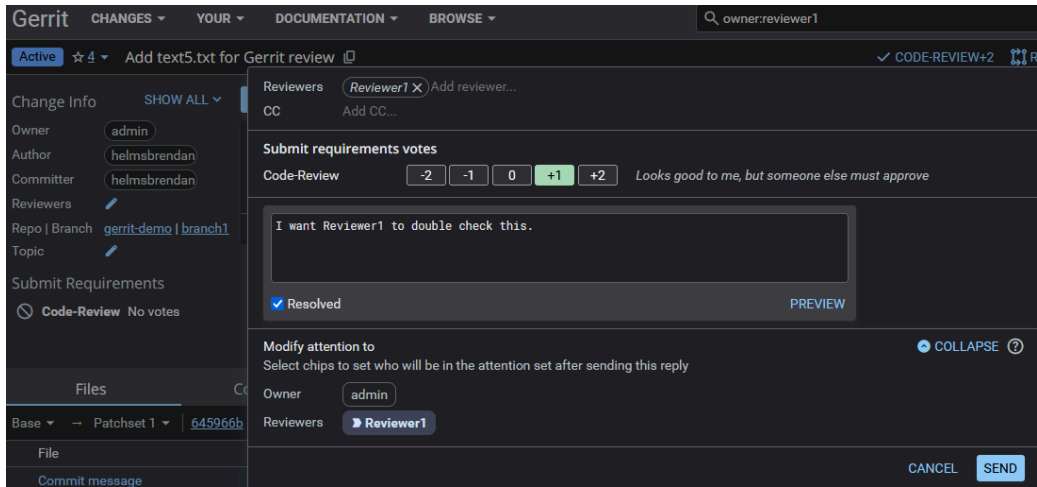 Gerrit CHANGES YOUR DOCUMENTATION BROWSE owner:reviewer1
Active 4 Add text5.txt for Gerrit review CODE-REVIEW+2 R
Change Info SHOW ALL
Owner admin
Author helmsbrendan
Committer helmsbrendan
Reviewers
Repo | Branch gerrit-demo | branch1
Topic
Submit Requirements
Code-Review No votes
Files Co
Base → Patchset 1 645966b
File
Commit message
Reviewers Reviewer1 Add reviewer...
CC Add CC...
Submit requirements votes
Code-Review -2 -1 0 +1 +2 Looks good to me, but someone else must approve
I want Reviewer1 to double check this.
Resolved PREVIEW
Modify attention to COLLAPSE
Select chips to set who will be in the attention set after sending this reply
Owner admin
Reviewers Reviewer1
CANCEL SEND